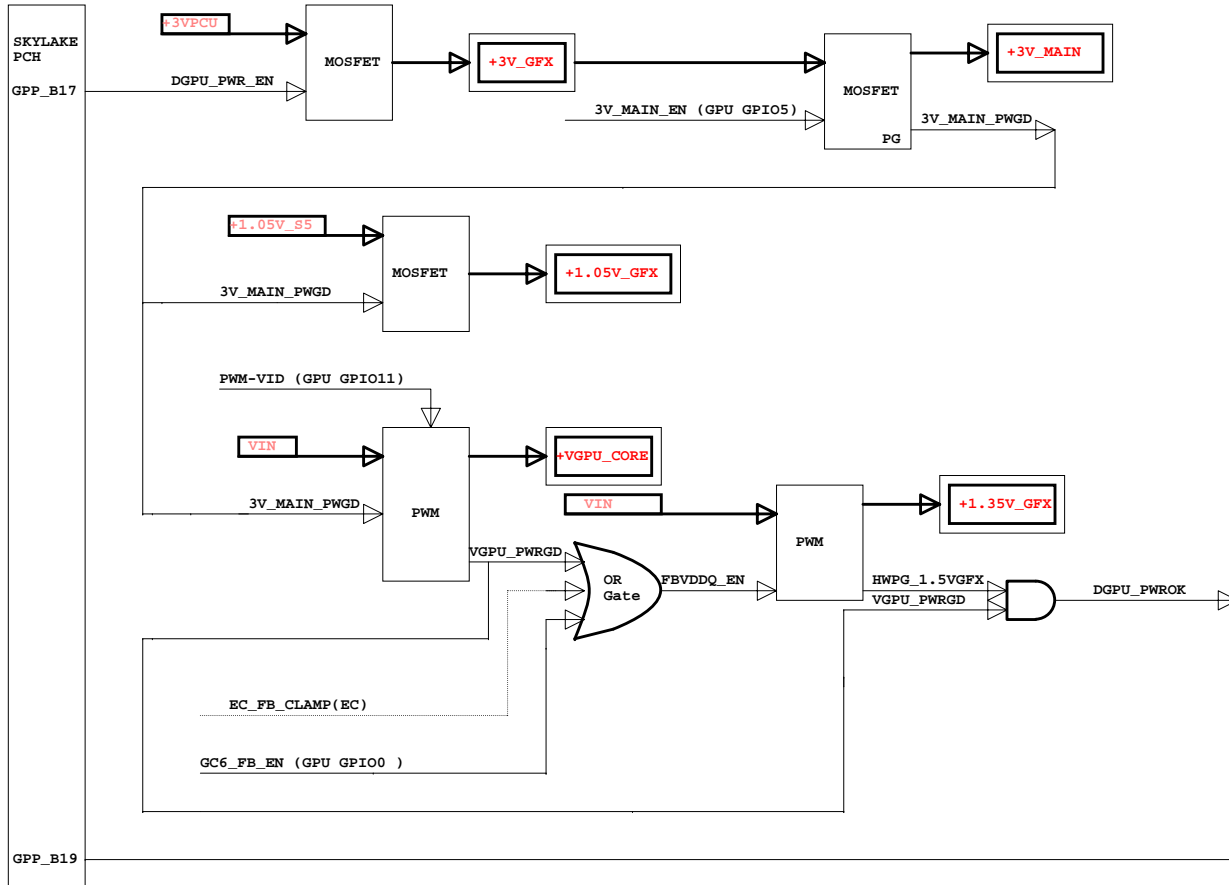 +3VPCU
SKYLAKE
PCH
MOSFET
+3V_GFX
+3V_MAIN
DGPU_PWR_EN
GPP_B17
MOSFET
3V_MAIN_EN (GPU GPIO5)
3V_MAIN_PWGD
PG
+1.05V_S5
MOSFET
+1.05V_GFX
3V_MAIN_PWGD
PWM-VID (GPU GPIO11)
VIN
+VGPU_CORE
3V_MAIN_PWGD
PWM
VIN
+1.35V_GFX
PWM
VGPU_PWRGD
OR
Gate
FBVDDQ_EN
HWPG_1.5VGFX
VGPU_PWRGD
DGPU_PWROK
EC_FB_CLAMP(EC)
GC6_FB_EN (GPU GPIO0 )
GPP_B19